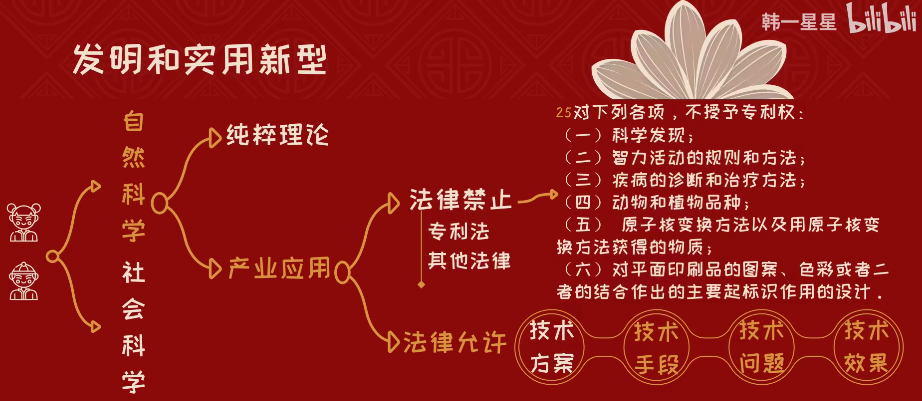 韩一星星 bilibili
发明和实用新型
自然科学
社会科学
纯粹理论
产业应用
法律禁止
专利法
其他法律
法律允许
25对下列各项，不授予专利权：
（一）科学发现；
（二）智力活动的规则和方法；
（三）疾病的诊断和治疗方法；
（四）动物和植物品种；
（五） 原子核变换方法以及用原子核变
换方法获得的物质；
（六）对平面印刷品的图案、色彩或者二
者的结合作出的主要起标识作用的设计．
技术
方案
技术
手段
技术
问题
技术
效果